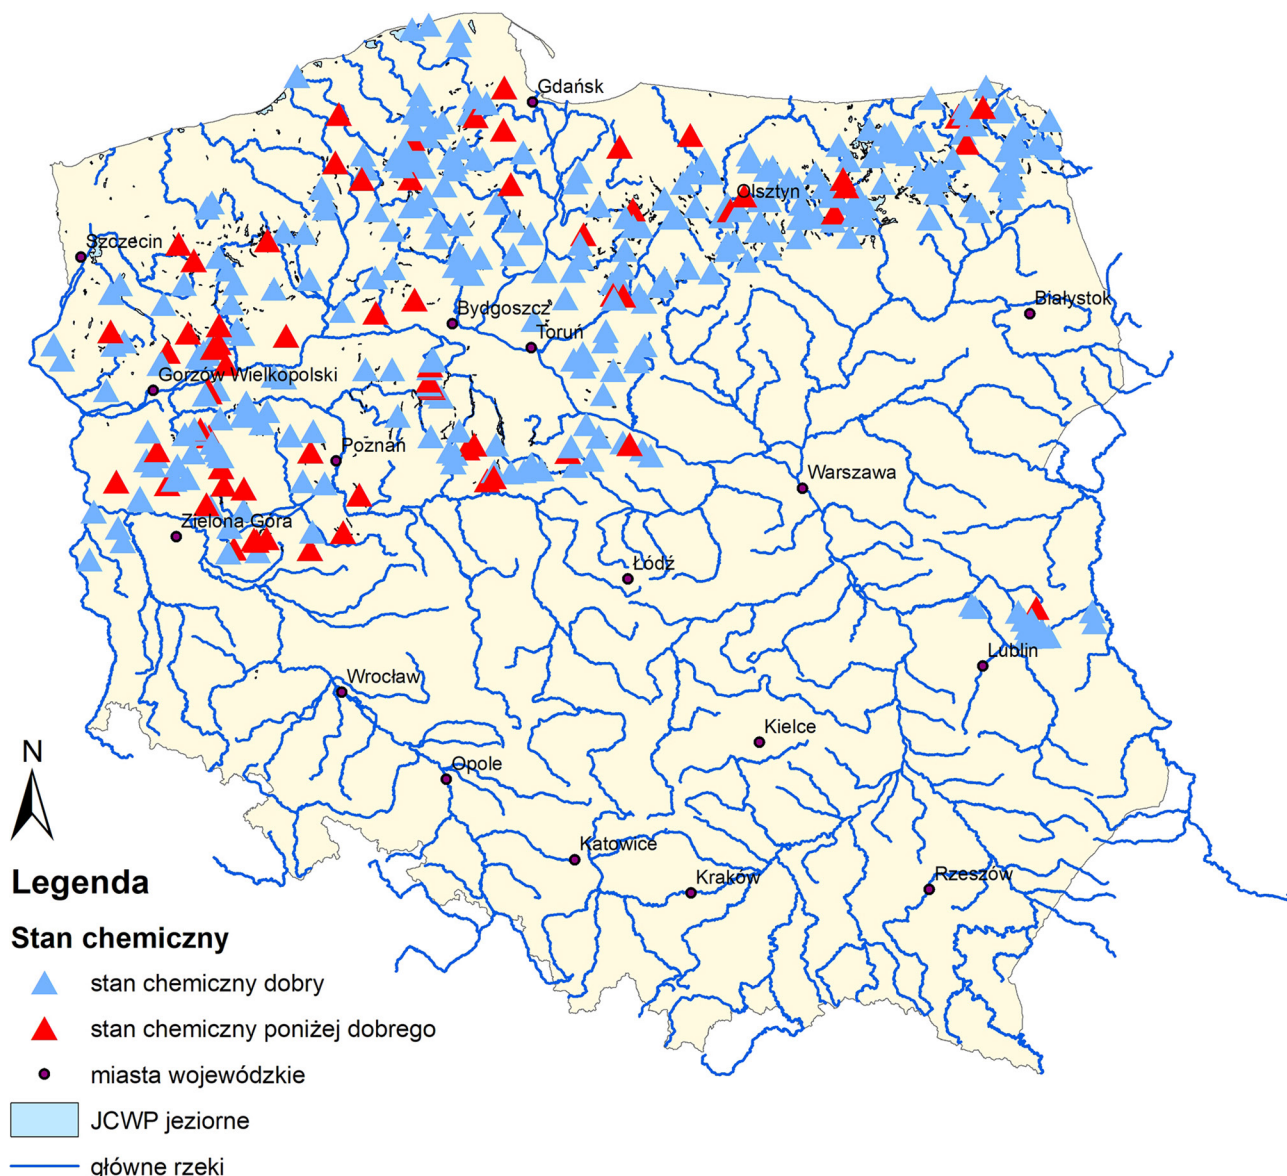 Gdańsk
Olsztyn
Szczecin
Białystok
Bydgoszcz
Toruń
Gorzów Wielkopolski
Poznań
Warszawa
Zielona Góra
Łódź
Lublin
Wrocław
Kielce
Opole
Katowice
Kraków
Rzeszów
N
Legenda
Stan chemiczny
stan chemiczny dobry
stan chemiczny poniżej dobrego
miasta wojewódzkie
JCWP jeziorne
główne rzeki